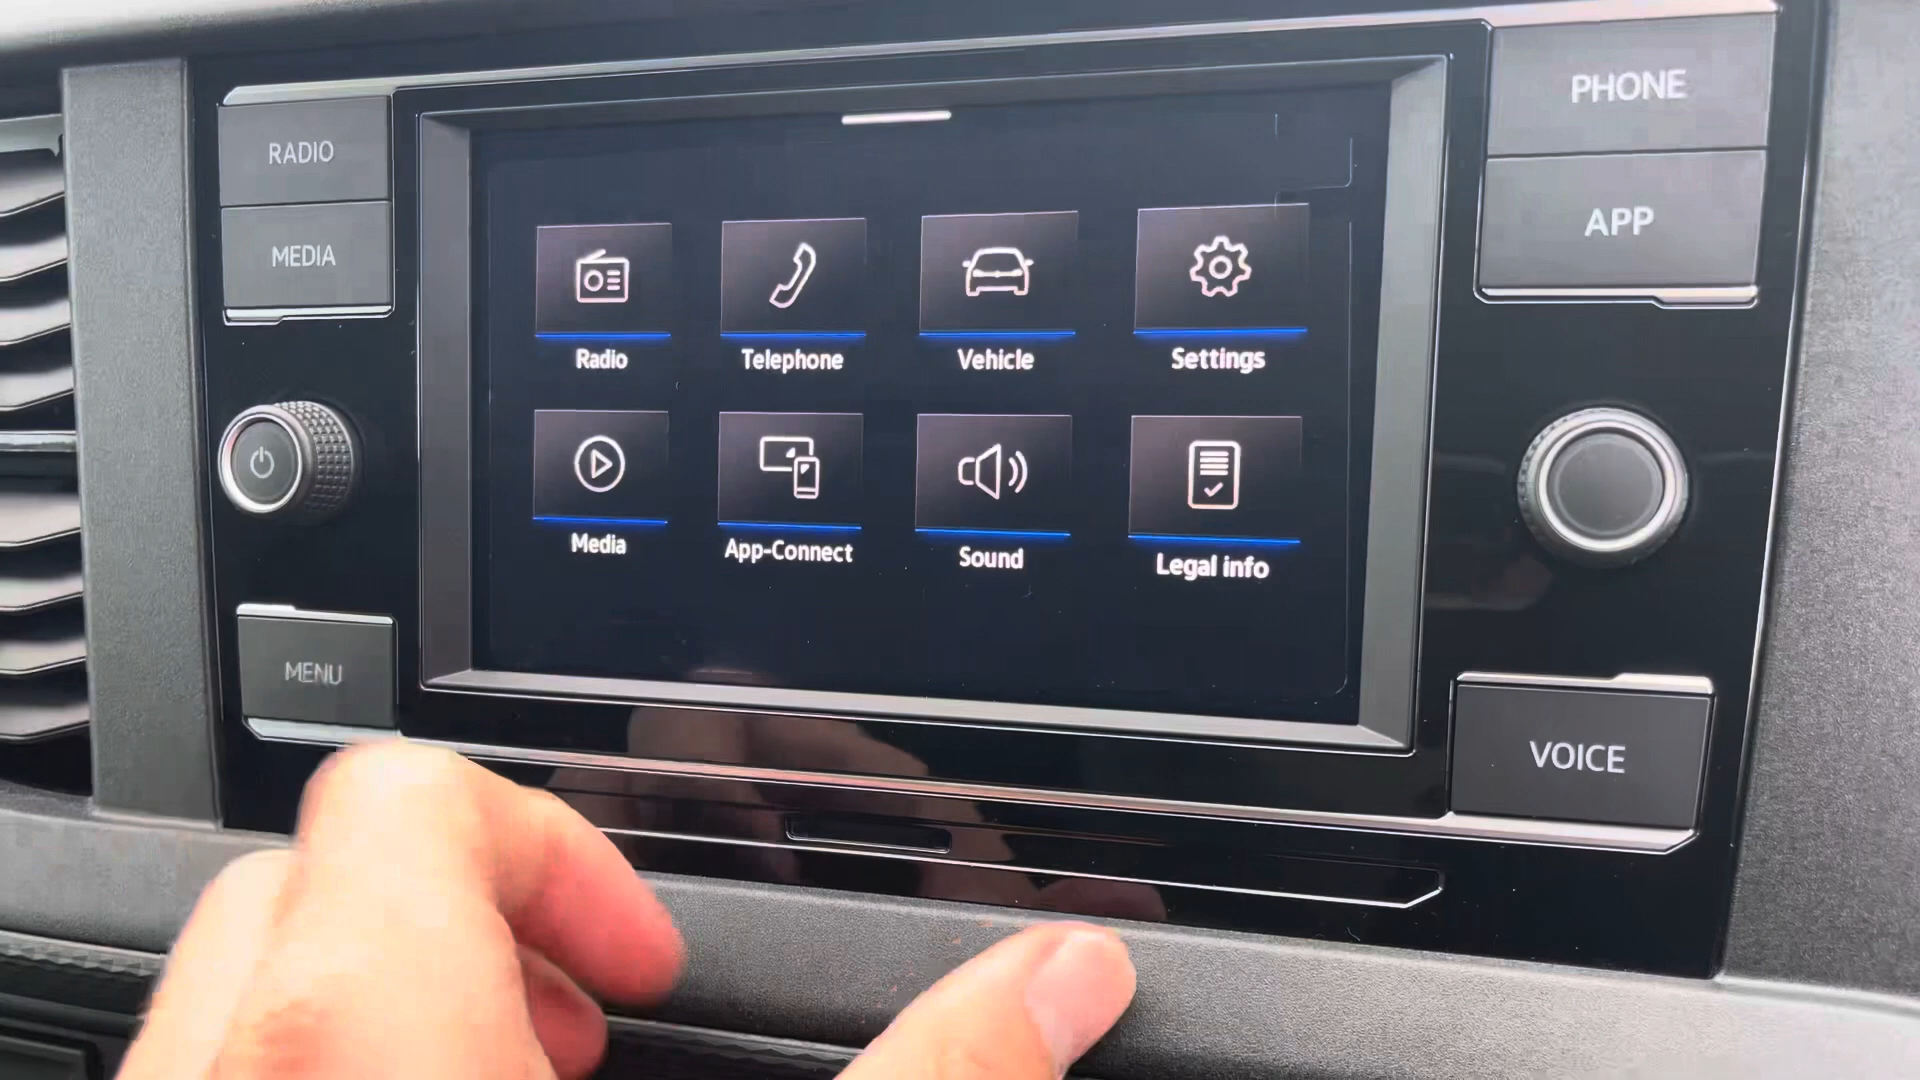 RADIO
MEDIA
MENU
Radio
Telephone
Vehicle
Settings
Media
App-Connect
Sound
Legal info
PHONE
APP
VOICE